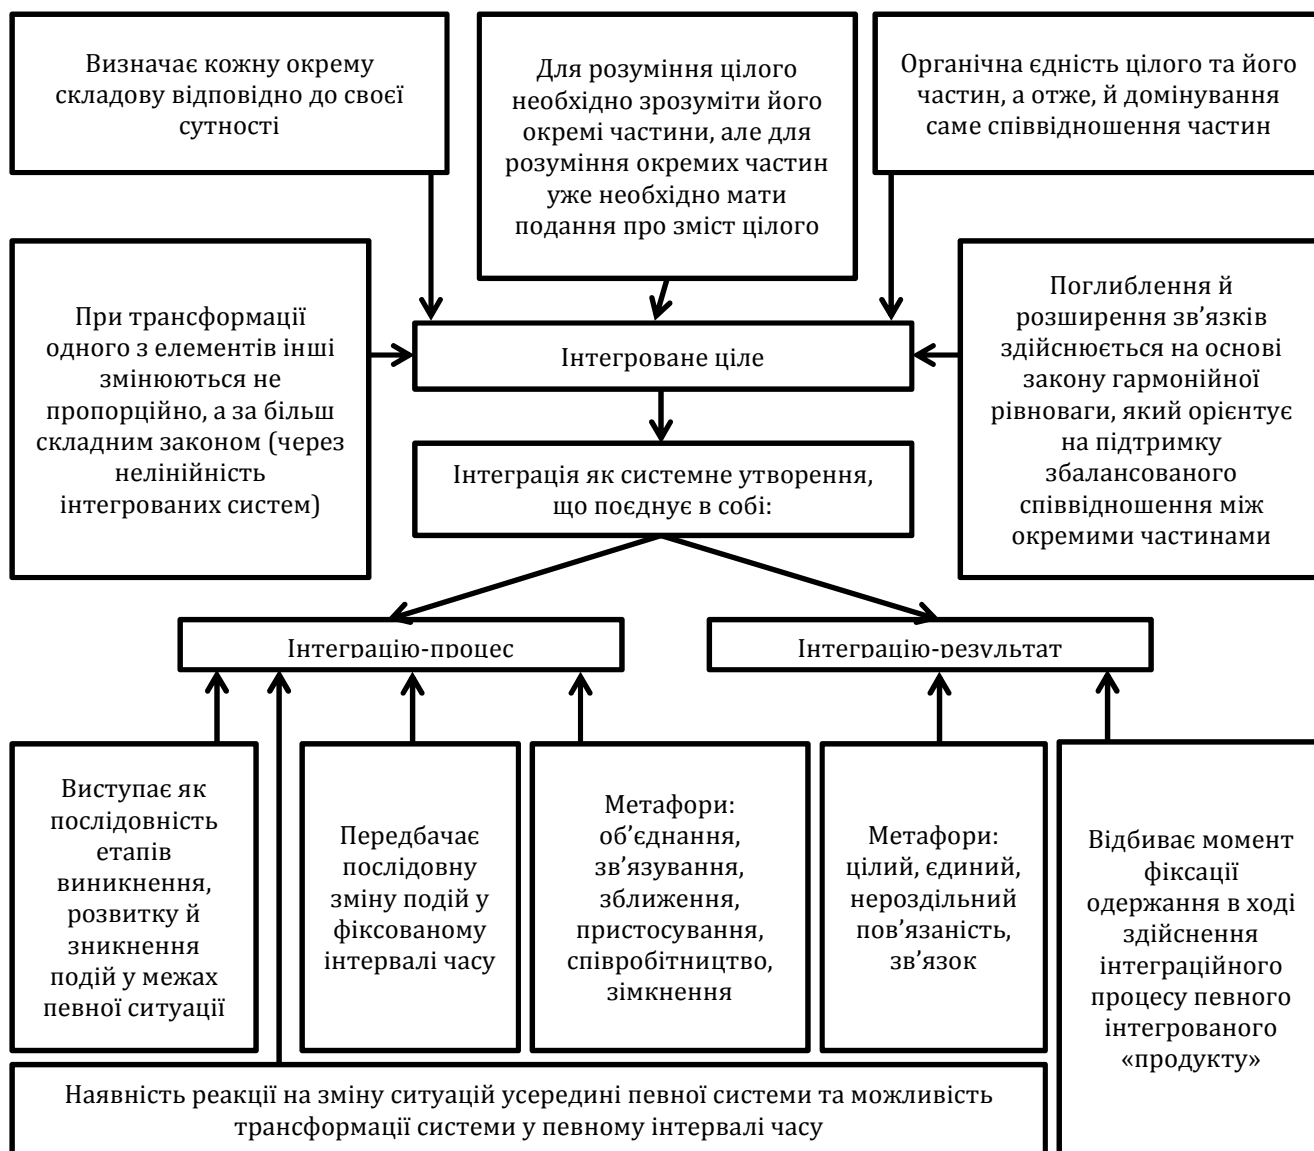 Визначає кожну окрему
складову відповідно до своєї
сутності
Для розуміння цілого
необхідно зрозуміти його
окремі частини, але для
розуміння окремих частин
уже необхідно мати
подання про зміст цілого
Органічна єдність цілого та його
частин, а отже, й домінування
саме співвідношення частин
При трансформації
одного з елементів інші
змінюються не
пропорційно, а за більш
складним законом (через
нелінійність
інтегрованих систем)
Інтегроване ціле
Поглиблення й
розширення зв’язків
здійснюється на основі
закону гармонійної
рівноваги, який орієнтує
на підтримку
збалансованого
співвідношення між
окремими частинами
Інтеграція як системне утворення,
що поєднує в собі:
Інтеграцію-процес
Інтеграцію-результат
Виступає як
послідовність
етапів
виникнення,
розвитку й
зникнення
подій у межах
певної ситуації
Передбачає
послідовну
зміну подій у
фіксованому
інтервалі часу
Метафори:
об’єднання,
зв’язування,
зближення,
пристосування,
співробітництво,
зімкнення
Метафори:
цілий, єдиний,
нероздільний
пов’язаність,
зв’язок
Відбиває момент
фіксації
одержання в ході
здійснення
інтеграційного
процесу певного
інтегрованого
«продукту»
Наявність реакції на зміну ситуацій усередині певної системи та можливість
трансформації системи у певному інтервалі часу